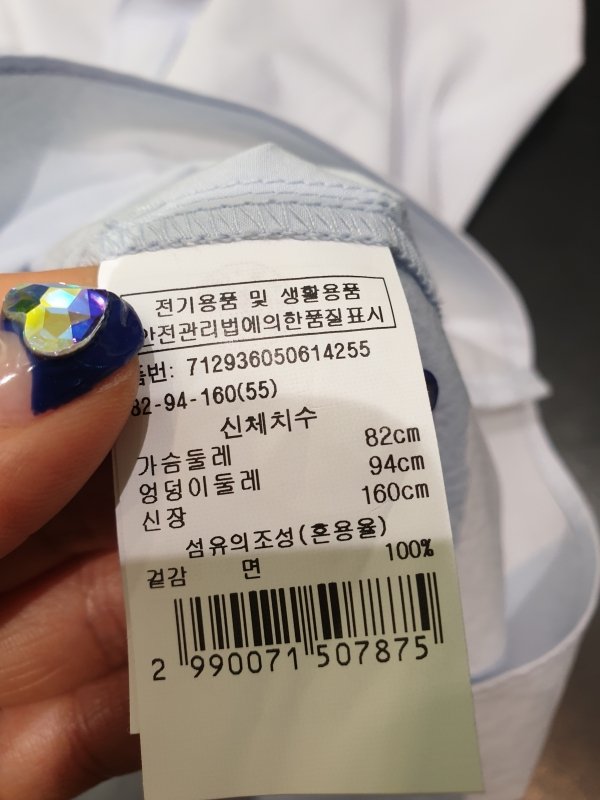 전기용품 및 생활용품
안전관리법에의한품질표시
품번: 712936050614255
82-94-160(55)
신체치수
가슴둘레 82cm
엉덩이둘레 94cm
신장 160cm
섬유의조성(혼용율)
겉감 면 100%
2 990071 507875